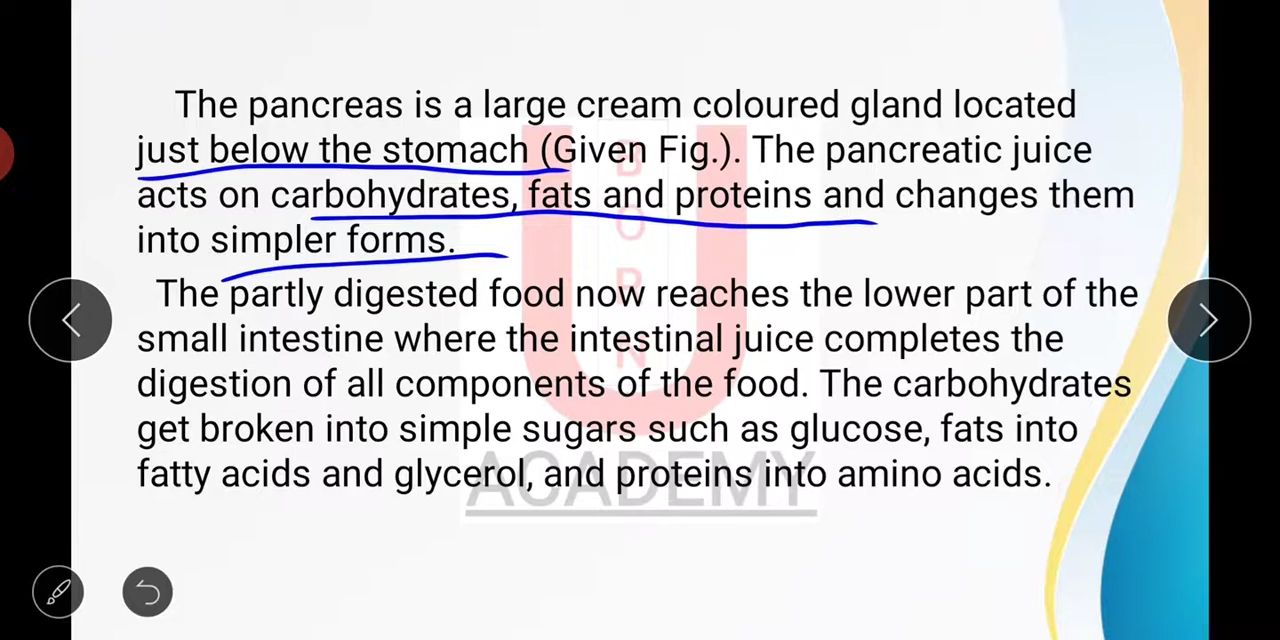 The pancreas is a large cream coloured gland located
just below the stomach (Given Fig.). The pancreatic juice
acts on carbohydrates, fats and proteins and changes them
into simpler forms.
The partly digested food now reaches the lower part of the
small intestine where the intestinal juice completes the
digestion of all components of the food. The carbohydrates
get broken into simple sugars such as glucose, fats into
fatty acids and glycerol, and proteins into amino acids.
U
BORN
ACADEMY